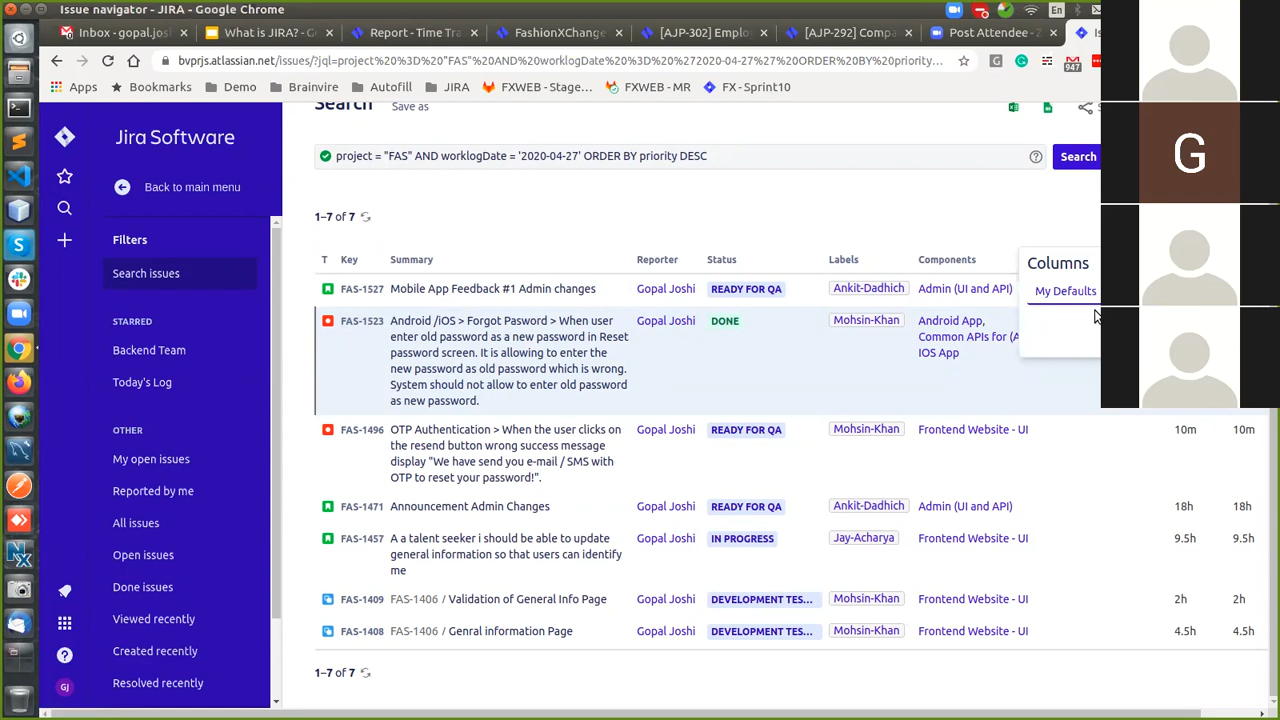 Issue navigator - JIRA - Google Chrome
En
Inbox - gopal.jos
What is JIRA? - G
Report - Time Tra
FashionXChange
[AJP-302] Emplo
[AJP-292] Compa
Post Attendee - Z
Is
bvprjs.atlassian.net/issues/?jql=project%20%3D%20"FAS"%20AND%20worklogDate%20%3D%20%272020-04-27%27%20ORDER%20BY%20priority...
947
Apps
Bookmarks
Demo
Brainvire
Autofill
JIRA
FXWEB - Stage...
FXWEB - MR
FX - Sprint10
Search
Save as
Jira Software
project = "FAS" AND worklogDate = '2020-04-27' ORDER BY priority DESC
Search
Back to main menu
1–7 of 7
Filters
Search issues
STARRED
Backend Team
Today's Log
OTHER
My open issues
Reported by me
All issues
Open issues
Done issues
Viewed recently
Created recently
Resolved recently
GJ
T Key Summary Reporter Status Labels Components
Columns
My Defaults
FAS-1527 Mobile App Feedback #1 Admin changes Gopal Joshi READY FOR QA Ankit-Dadhich Admin (UI and API)
FAS-1523 Android /iOS > Forgot Pasword > When user Gopal Joshi DONE Mohsin-Khan Android App,
enter old password as a new password in Reset Common APIs for (A
password screen. It is allowing to enter the IOS App
new password as old password which is wrong.
System should not allow to enter old password
as new password.
FAS-1496 OTP Authentication > When the user clicks on Gopal Joshi READY FOR QA Mohsin-Khan Frontend Website - UI 10m 10m
the resend button wrong success message
display "We have send you e-mail / SMS with
OTP to reset your password!".
FAS-1471 Announcement Admin Changes Gopal Joshi READY FOR QA Ankit-Dadhich Admin (UI and API) 18h 18h
FAS-1457 A a talent seeker i should be able to update Gopal Joshi IN PROGRESS Jay-Acharya Frontend Website - UI 9.5h 9.5h
general information so that users can identify
me
FAS-1409 FAS-1406 / Validation of General Info Page Gopal Joshi DEVELOPMENT TES... Mohsin-Khan Frontend Website - UI 2h 2h
FAS-1408 FAS-1406 / Genral information Page Gopal Joshi DEVELOPMENT TES... Mohsin-Khan Frontend Website - UI 4.5h 4.5h
1–7 of 7
G